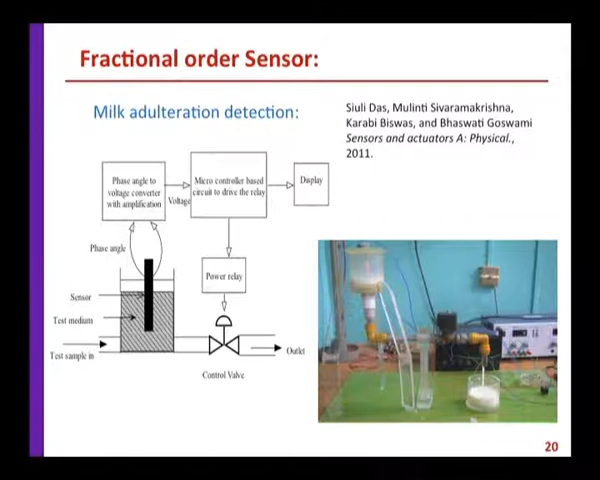 Fractional order Sensor:
Milk adulteration detection:
Siuli Das, Mulinti Sivaramakrishna,
Karabi Biswas, and Bhaswati Goswami
Sensors and actuators A: Physical.,
2011.
Phase angle to
voltage converter
with amplification
Voltage
Micro controller based
circuit to drive the relay
Display
Phase angle
Power relay
Sensor
Test medium
Test sample in
Outlet
Control Valve
20